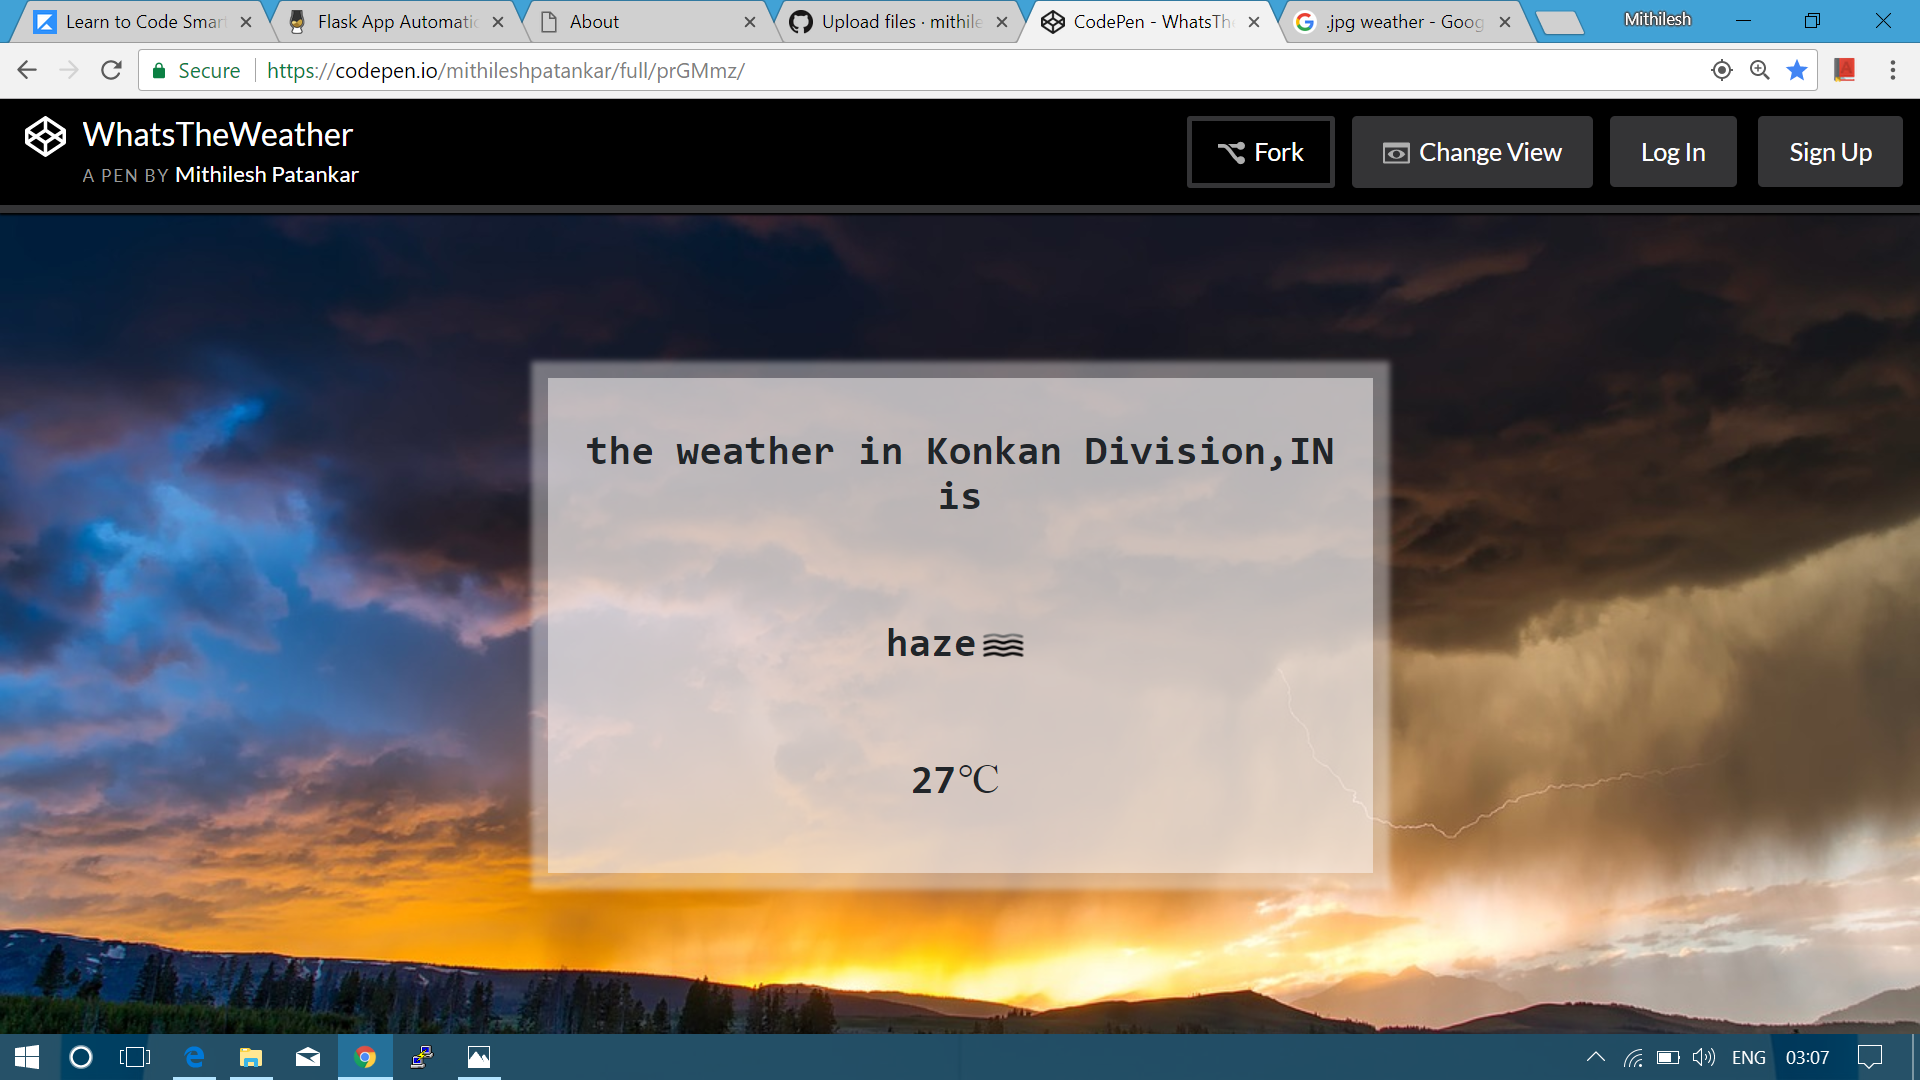 Learn to Code Smar
Flask App Automatic
About
Upload files · mithile
CodePen - WhatsTh
.jpg weather - Goog
Mithilesh
Secure
https://codepen.io/mithileshpatankar/full/prGMmz/
WhatsTheWeather
A PEN BY Mithilesh Patankar
Fork
Change View
Log In
Sign Up
the weather in Konkan Division,IN
is
haze
27℃
ENG
03:07